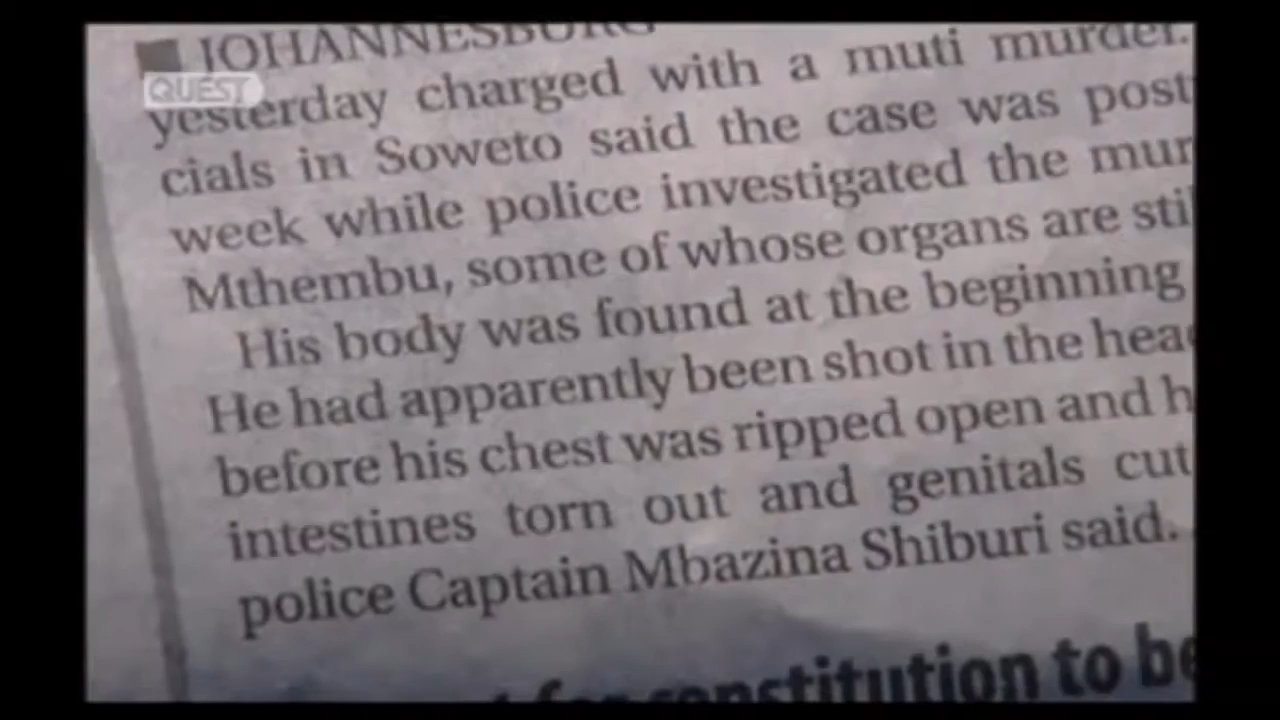 JOHANNESBURG
QUEST
yesterday charged with a muti murder.
cials in Soweto said the case was post
week while police investigated the mur
Mthembu, some of whose organs are stil
His body was found at the beginning
He had apparently been shot in the hea
before his chest was ripped open and h
intestines torn out and genitals cut
police Captain Mbazina Shiburi said.
for constitution to be